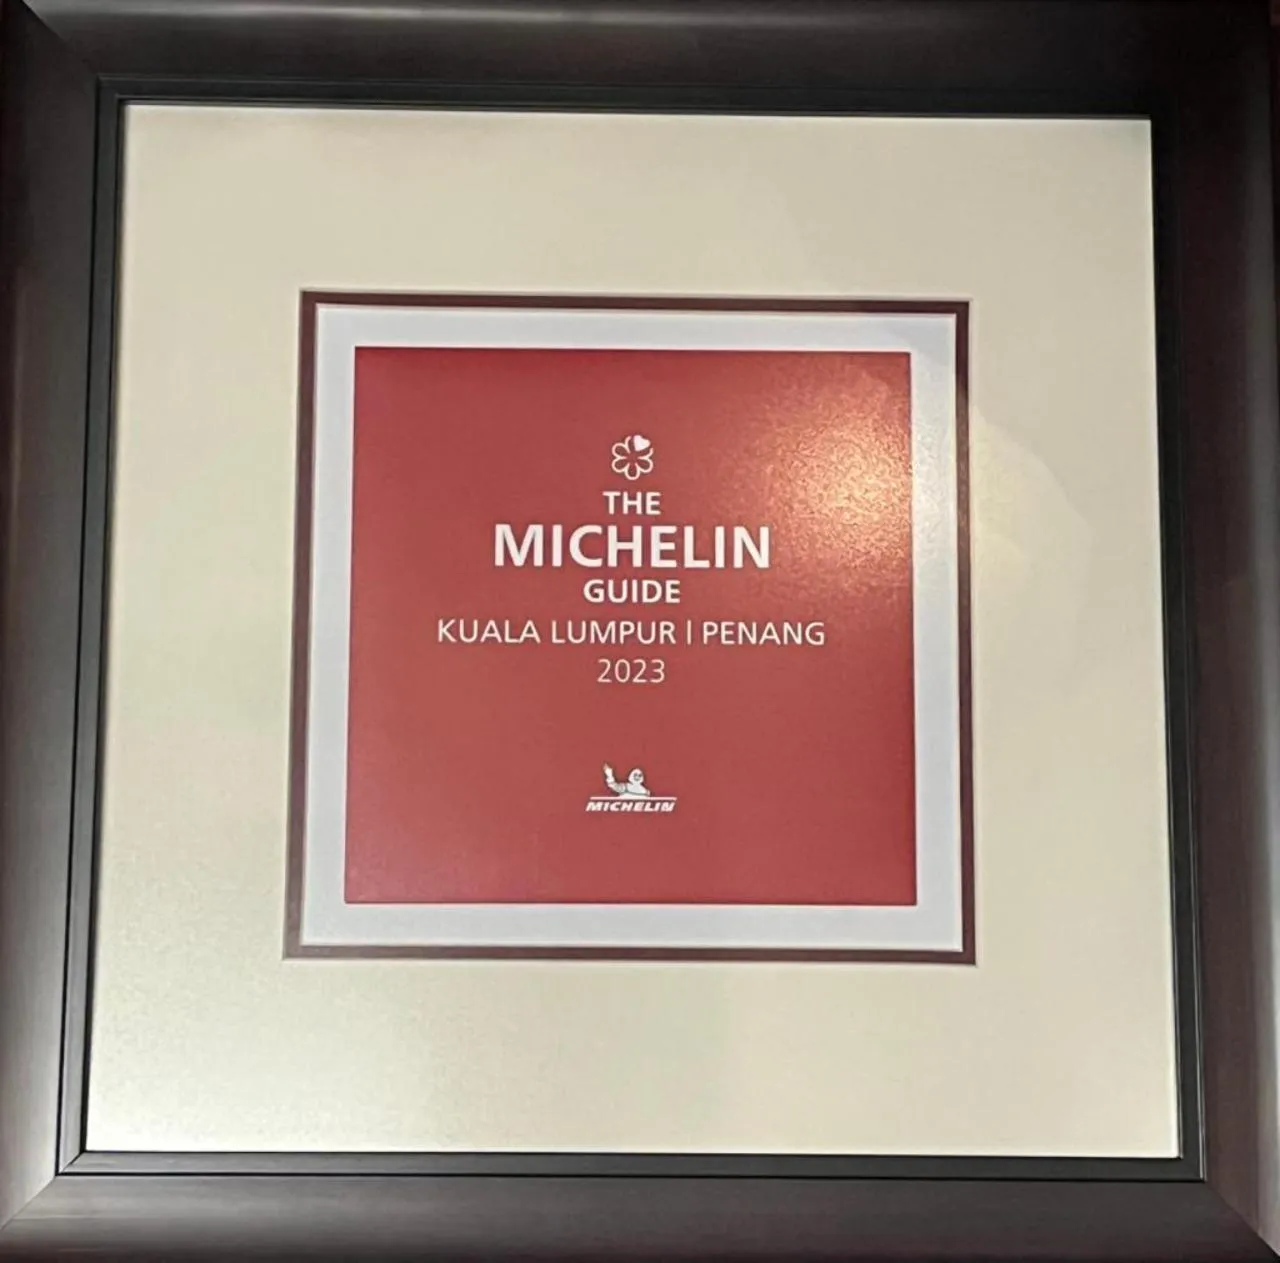 THE
MICHELIN
GUIDE
KUALA LUMPUR | PENANG
2023
MICHELIN